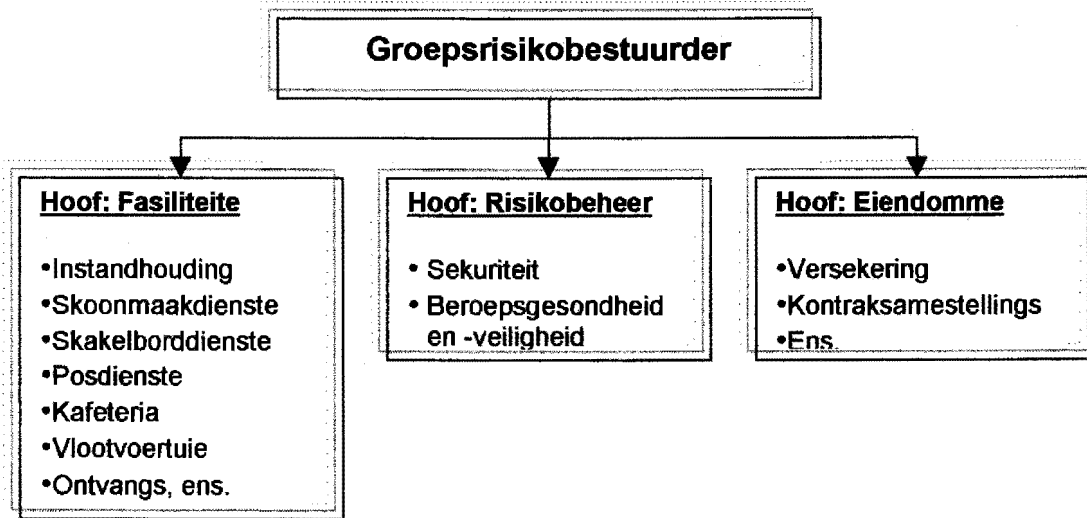 Groepsrisikobestuurder
Hoof: Fasiliteite
•Instandhouding
•Skoonmaakdienste
•Skakelborddienste
•Posdienste
•Kafeteria
•Vlootvoertuie
•Ontvangs, ens.
Hoof: Risikobeheer
• Sekuriteit
• Beroepsgesondheid
en -veiligheid
Hoof: Eiendomme
•Versekering
•Kontraksamestellings
•Ens.